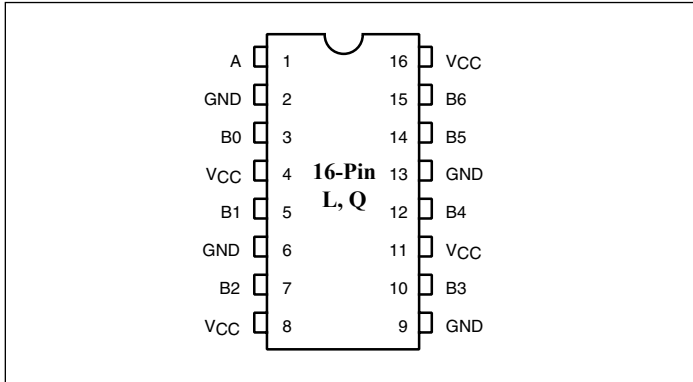 A 1 16 VCC
GND 2 15 B6
B0 3 14 B5
VCC 4 16-Pin 13 GND
L, Q
B1 5 12 B4
GND 6 11 VCC
B2 7 10 B3
VCC 8 9 GND